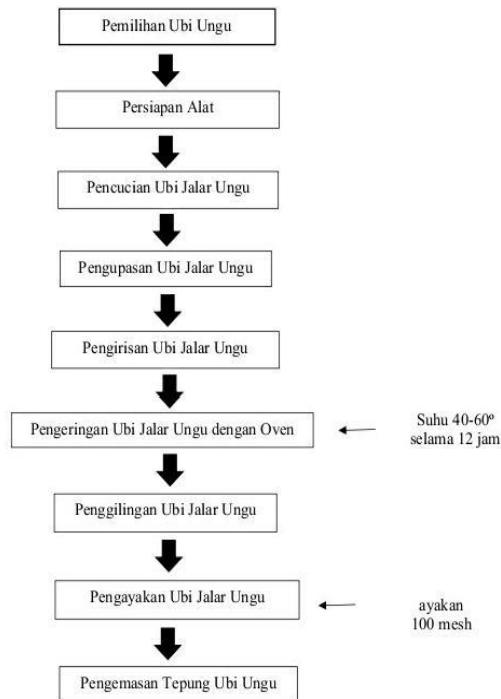 Pemilihan Ubi Ungu
Persiapan Alat
Pencucian Ubi Jalar Ungu
Pengupasan Ubi Jalar Ungu
Pengirisan Ubi Jalar Ungu
Pengeringan Ubi Jalar Ungu dengan Oven
Suhu 40-60º
selama 12 jam
Penggilingan Ubi Jalar Ungu
Pengayakan Ubi Jalar Ungu
ayakan
100 mesh
Pengemasan Tepung Ubi Ungu